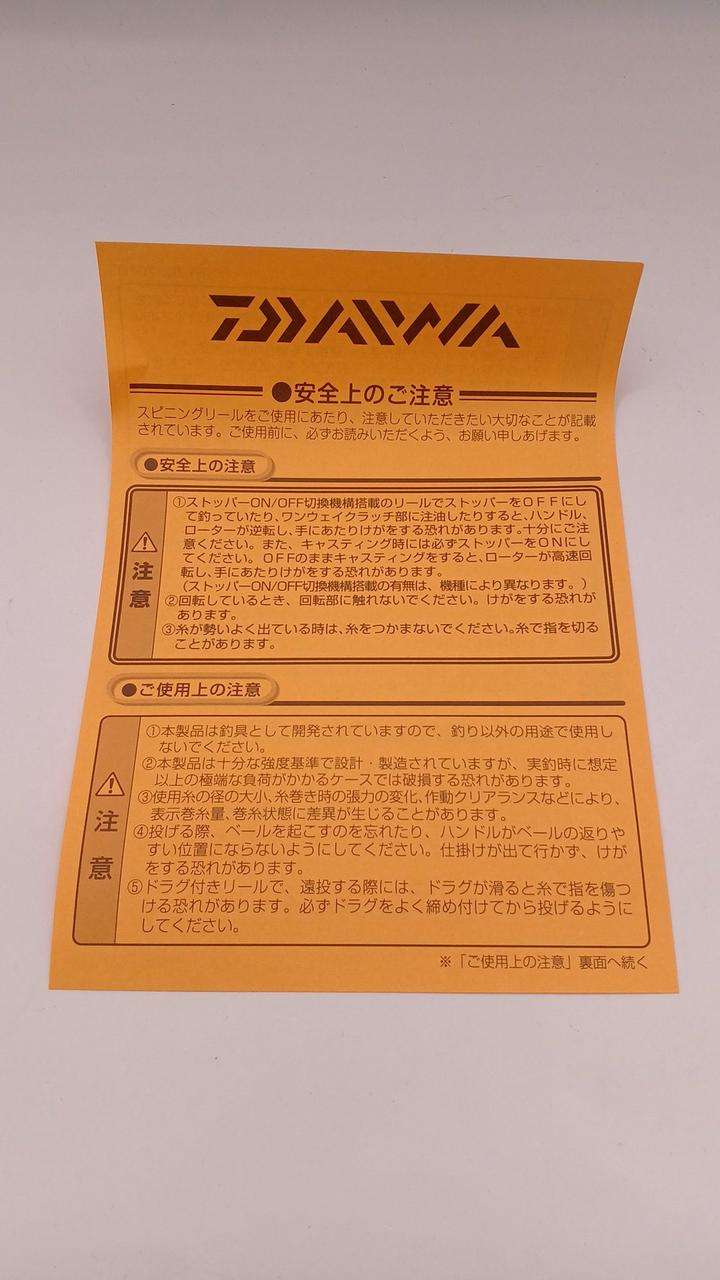 DAIWA
●安全上のご注意
スピニングリールをご使用にあたり、注意していただきたい大切なことが記載
されています。ご使用前に、必ずお読みいただくよう、お願い申しあげます。
●安全上の注意
注意
①ストッパーON/OFF切換機構搭載のリールでストッパーをOFFにし
て釣っていたり、ワンウェイクラッチ部に注油したりすると、ハンドル、
ローターが逆転し、手にあたりけがをする恐れがあります。十分にご注
意ください。また、キャスティング時には必ずストッパーをONにし
てください。OFFのままキャスティングをすると、ローターが高速回
転し、手にあたりけがをする恐れがあります。
(ストッパーON/OFF切換機構搭載の有無は、機種により異なります。)
②回転しているとき、回転部に触れないでください。けがをする恐れが
あります。
③糸が勢いよく出ている時は、糸をつかまないでください。糸で指を切る
ことがあります。
●ご使用上の注意
注意
①本製品は釣具として開発されていますので、釣り以外の用途で使用し
ないでください。
②本製品は十分な強度基準で設計・製造されていますが、実釣時に想定
以上の極端な負荷がかかるケースでは破損する恐れがあります。
③使用糸の径の大小、糸巻き時の張力の変化、作動クリアランスなどにより、
表示巻糸量、巻糸状態に差異が生じることがあります。
④投げる際、ベールを起こすのを忘れたり、ハンドルがベールの返りや
すい位置にならないようにしてください。仕掛けが出て行かず、けが
をする恐れがあります。
⑤ドラグ付きリールで、遠投する際には、ドラグが滑ると糸で指を傷つ
ける恐れがあります。必ずドラグをよく締め付けてから投げるように
してください。
※「ご使用上の注意」裏面へ続く